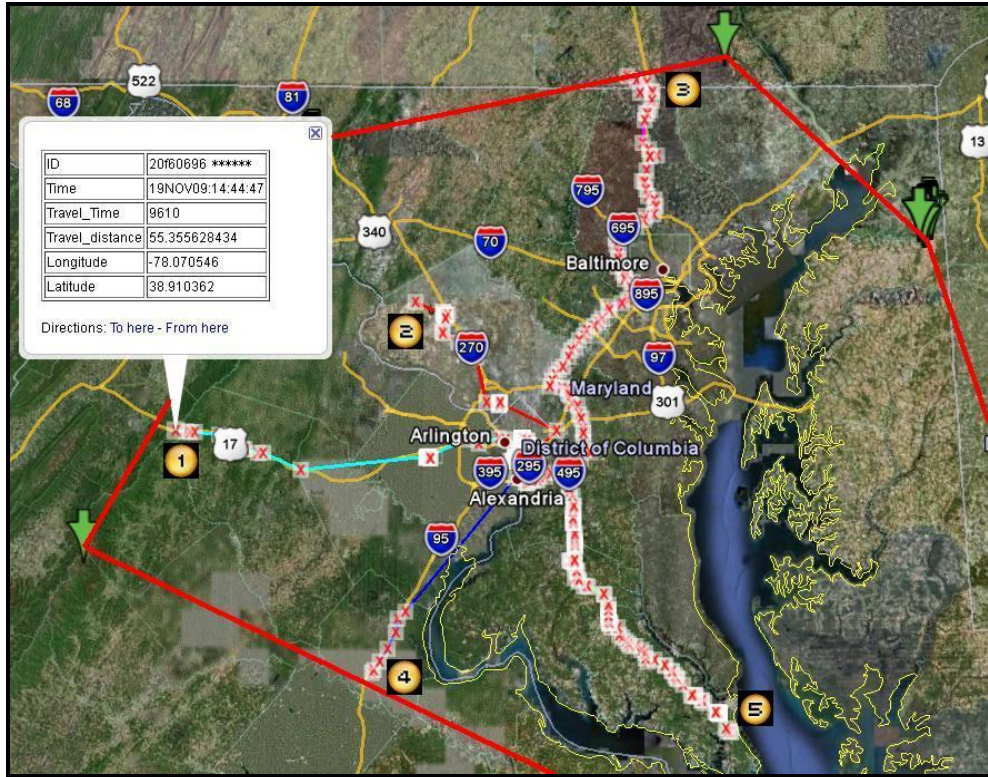 522
68
81
13
795
340
70
695
Baltimore
895
270
97
Maryland
301
17
Arlington
District of Columbia
395
295
495
Alexandria
95
ID 20f60696 ******
Time 19NOV09:14:44:47
Travel_Time 9610
Travel_distance 55.355628434
Longitude -78.070546
Latitude 38.910362
Directions: To here - From here
1
2
3
4
5